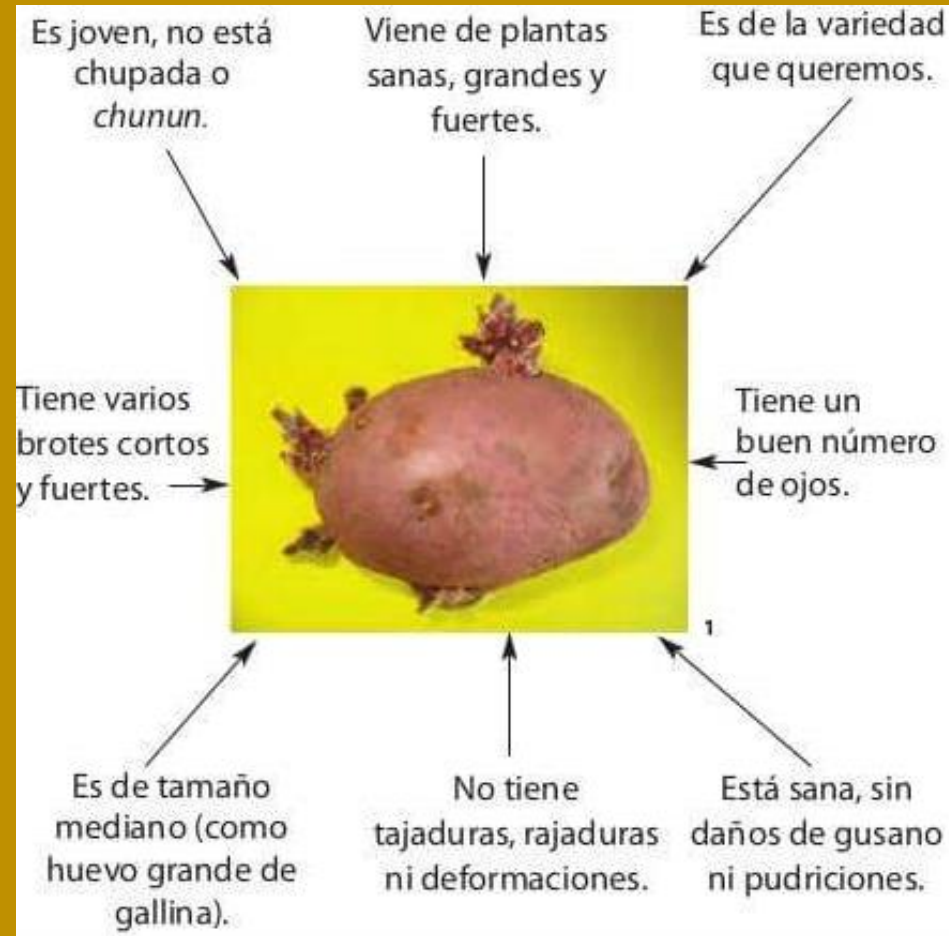 Es joven, no está
chupada o
chunun.
Viene de plantas
sanas, grandes y
fuertes.
Es de la variedad
que queremos.
Tiene varios
brotes cortos
y fuertes.
Tiene un
buen número
de ojos.
1
Es de tamaño
mediano (como
huevo grande de
gallina).
No tiene
tajaduras, rajaduras
ni deformaciones.
Está sana, sin
daños de gusano
ni pudriciones.